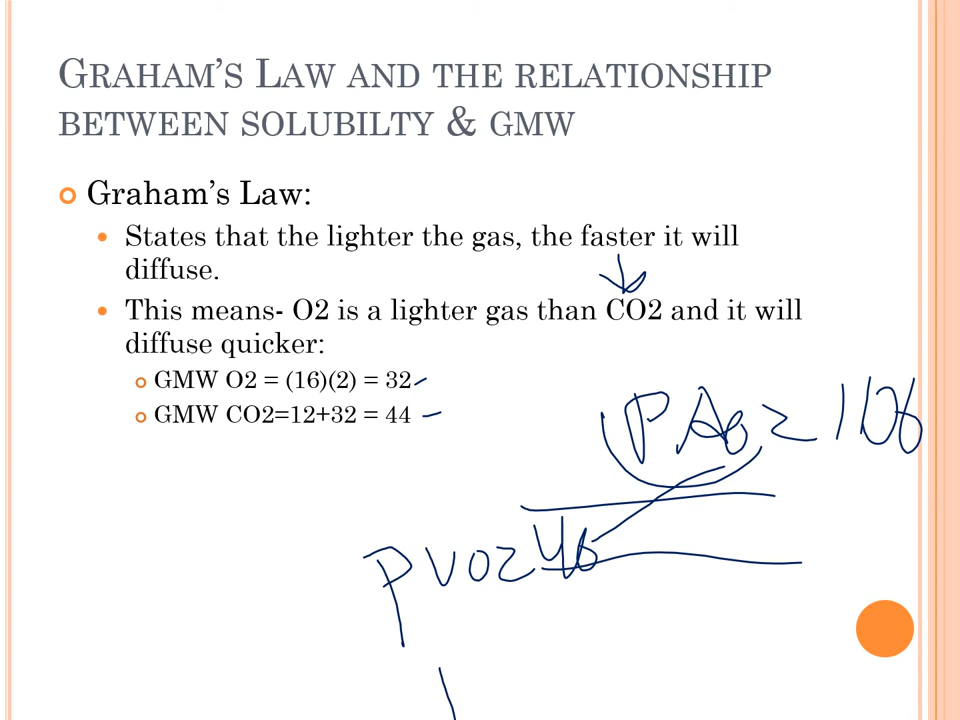 GRAHAM'S LAW AND THE RELATIONSHIP
BETWEEN SOLUBILTY & GMW
Graham's Law:
States that the lighter the gas, the faster it will
diffuse.
This means- O2 is a lighter gas than CO2 and it will
diffuse quicker:
GMW O2 = (16)(2) = 32
GMW CO2=12+32 = 44
PAo2 = 106
PVO2 40